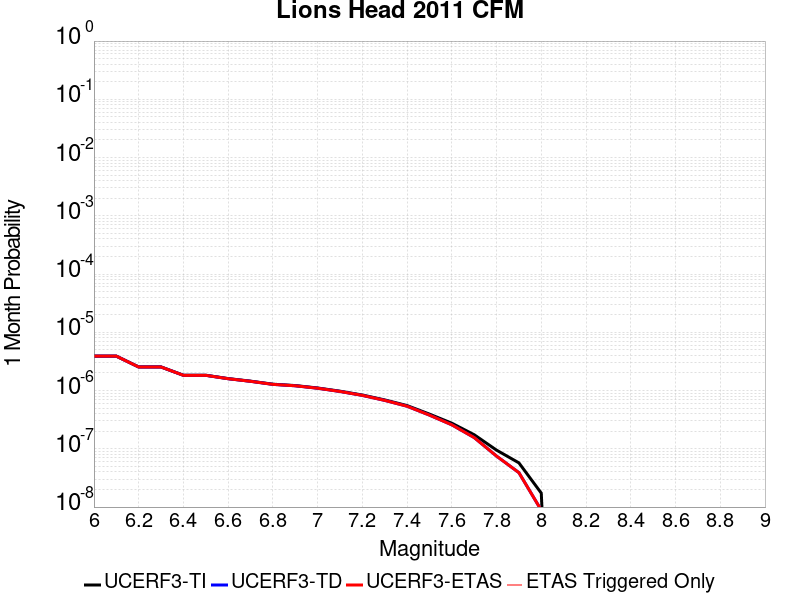 Lions Head 2011 CFM
10^0
10^-1
10^-2
10^-3
10^-4
10^-5
10^-6
10^-7
10^-8
1 Month Probability
6 6.2 6.4 6.6 6.8 7 7.2 7.4 7.6 7.8 8 8.2 8.4 8.6 8.8 9
Magnitude
UCERF3-TI UCERF3-TD UCERF3-ETAS ETAS Triggered Only